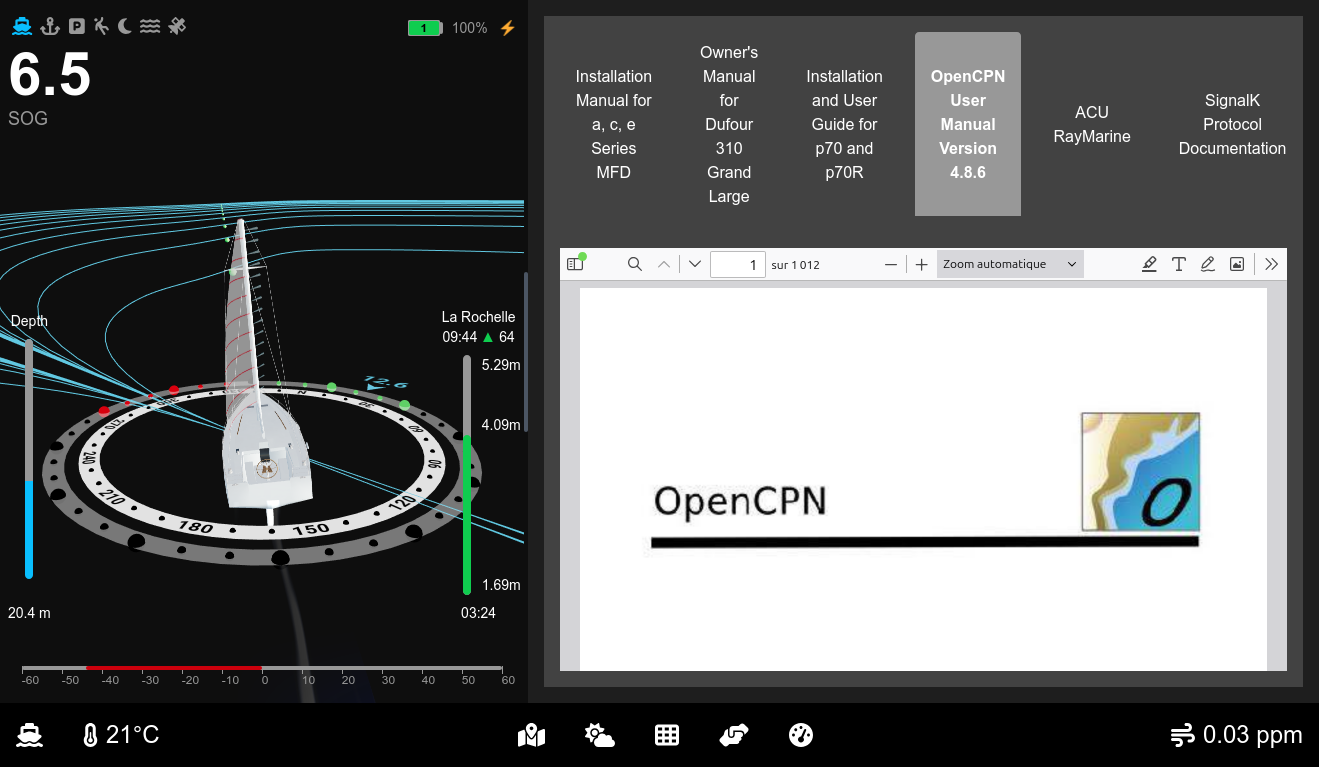 1
100%
6.5
SOG
Depth
La Rochelle
09:44 ▲ 64
5.29m
4.09m
1.69m
03:24
20.4 m
12.6
N
30
60
90
120
150
180
210
240
270
-60 -50 -40 -30 -20 -10 0 10 20 30 40 50 60
Installation
Manual for
a, c, e
Series
MFD
Owner's
Manual
for
Dufour
310
Grand
Large
Installation
and User
Guide for
p70 and
p70R
OpenCPN
User
Manual
Version
4.8.6
ACU
RayMarine
SignalK
Protocol
Documentation
1 sur 1 012
Zoom automatique
OpenCPN
O
21°C
0.03 ppm